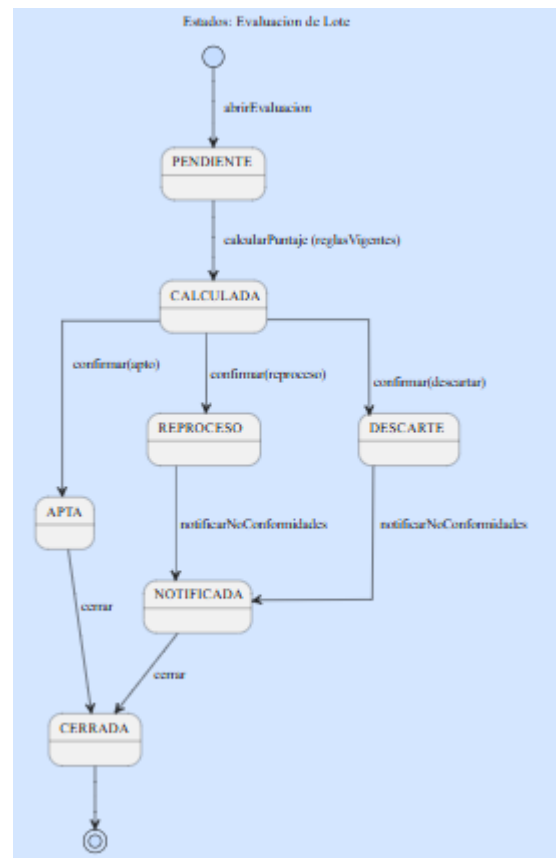 Estados: Evaluacion de Lote
abrirEvaluacion
PENDIENTE
calcularPuntaje (reglasVigentes)
CALCULADA
confirmar(apto)
confirmar(reproceso)
confirmar(descartar)
REPROCESO
DESCARTE
APTA
notificarNoConformidades
notificarNoConformidades
NOTIFICADA
cerrar
cerrar
CERRADA